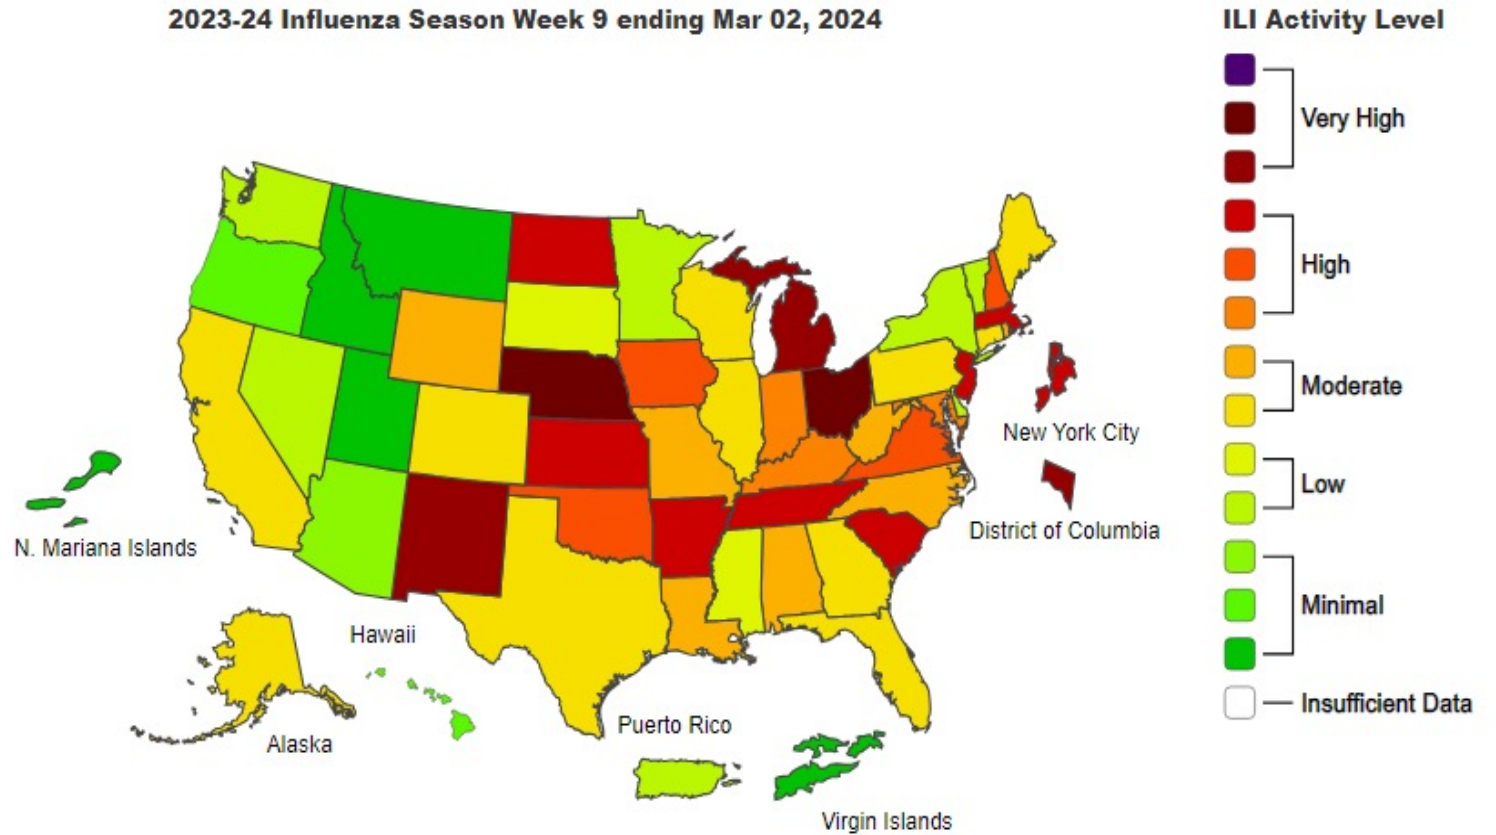 2023-24 Influenza Season Week 9 ending Mar 02, 2024
ILI Activity Level
Very High
High
Moderate
Low
Minimal
Insufficient Data
New York City
District of Columbia
N. Mariana Islands
Hawaii
Alaska
Puerto Rico
Virgin Islands